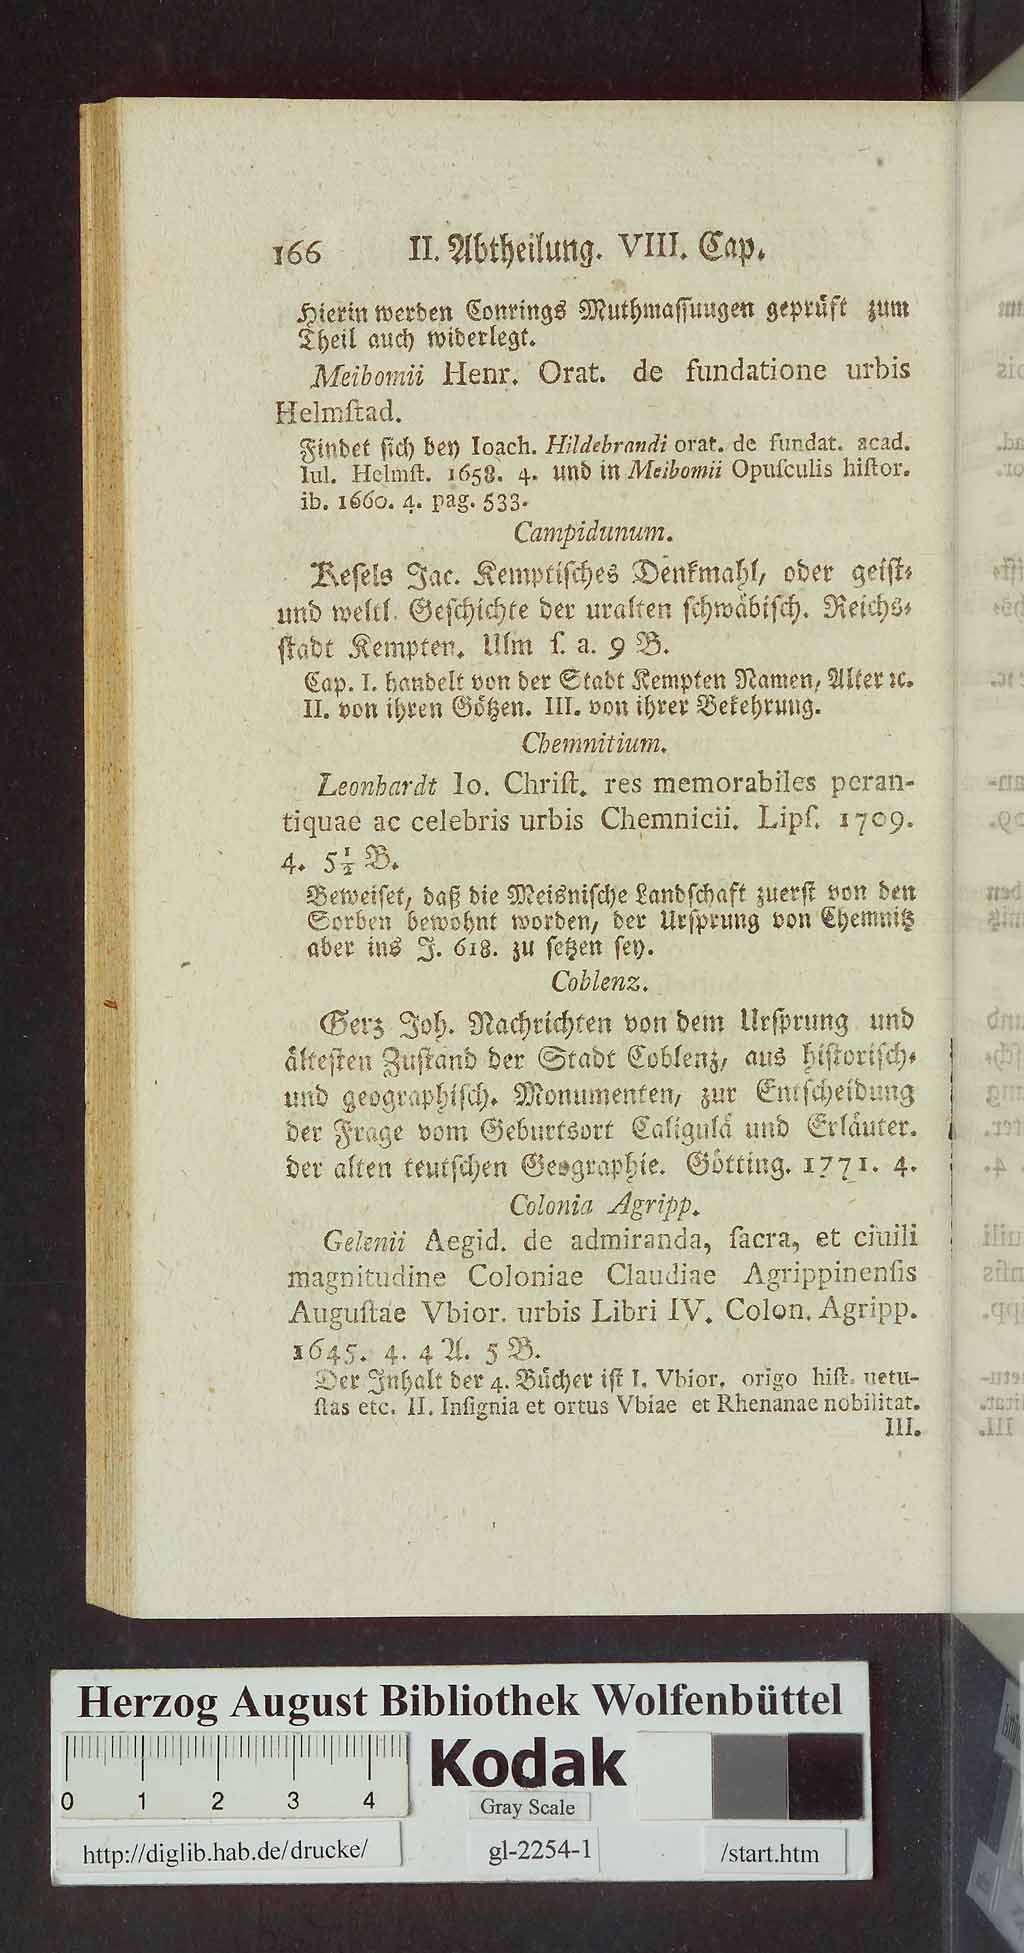 166 II. Abtheilung. VIII. Cap.
Hierin werden Conrings Muthmaſſuugen geprüft zum
Theil auch widerlegt.
Meibomii Henr. Orat. de fundatione urbis
Helmſtad.
Findet ſich bey Ioach. Hildebrandi orat. de fundat. acad.
Iul. Helmſt. 1658. 4. und in Meibomii Opuſculis hiſtor.
ib. 1660. 4. pag. 533.
Campidunum.
Keſels Jac. Kemptiſches Denkmahl, oder geiſt-
und weltl. Geſchichte der uralten ſchwäbiſch. Reichs-
ſtadt Kempten. Ulm ſ. a. 9 B.
Cap. I. handelt von der Stadt Kempten Namen, Alter ꝛc.
II. von ihren Götzen. III. von ihrer Bekehrung.
Chemnitium.
Leonhardt Io. Chriſt. res memorabiles peran-
tiquae ac celebris urbis Chemnicii. Lipſ. 1709.
4. 5½ B.
Beweiſet, daß die Meisniſche Landſchaft zuerſt von den
Sorben bewohnt worden, der Urſprung von Chemnitz
aber ins J. 618. zu ſetzen ſey.
Coblenz.
Gerz Joh. Nachrichten von dem Urſprung und
älteſten Zuſtand der Stadt Coblenz, aus hiſtoriſch-
und geographiſch. Monumenten, zur Entſcheidung
der Frage vom Geburtsort Caligulä und Erläuter.
der alten teutſchen Geographie. Götting. 1771. 4.
Colonia Agripp.
Gelenii Aegid. de admiranda, ſacra, et ciuili
magnitudine Coloniae Claudiae Agrippinenſis
Auguſtae Vbior. urbis Libri IV. Colon. Agripp.
1645. 4. 4 A. 5 B.
Der Inhalt der 4. Bücher iſt I. Vbior. origo hiſt. uetu-
ſtas etc. II. Inſignia et ortus Vbiae et Rhenanae nobilitat.
III.
Herzog August Bibliothek Wolfenbüttel
0 1 2 3 4
Kodak
Gray Scale
http://diglib.hab.de/drucke/ gl-2254-1 /start.htm